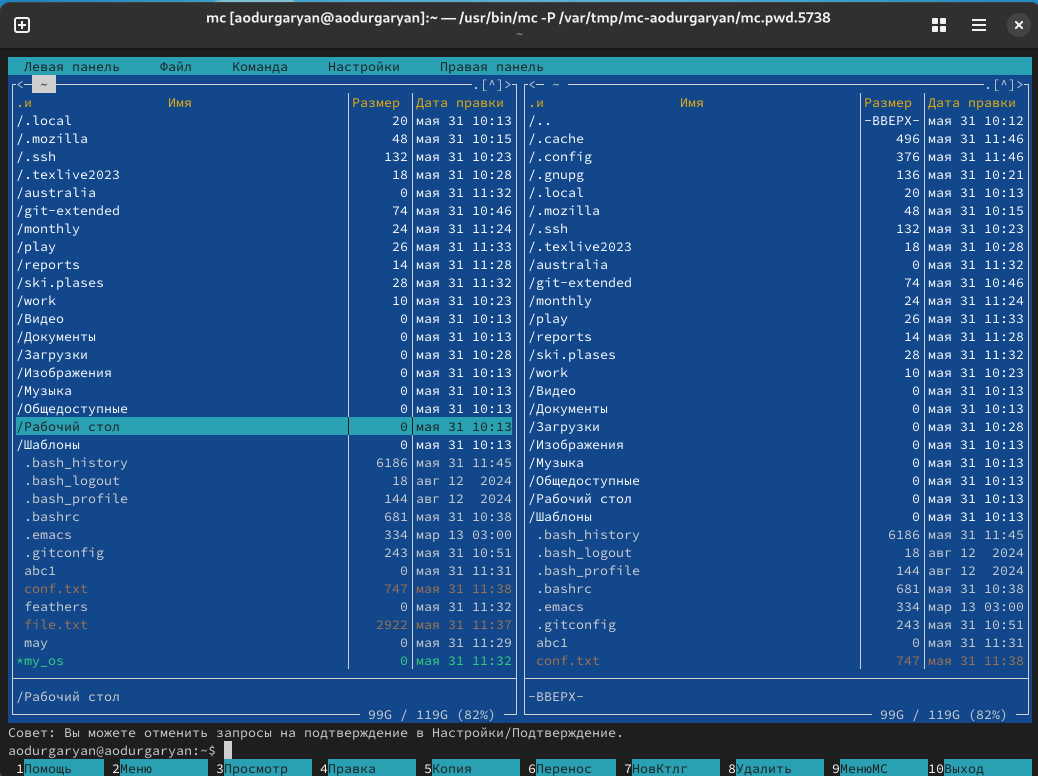 mc [aodurgaryan@aodurgaryan]:~ — /usr/bin/mc -P /var/tmp/mc-aodurgaryan/mc.pwd.5738
~
Левая панель Файл Команда Настройки Правая панель
<─ ~ ─.[^]>
.и Имя Размер Дата правки
/.local 20 мая 31 10:13
/.mozilla 48 мая 31 10:15
/.ssh 132 мая 31 10:23
/.texlive2023 18 мая 31 10:28
/australia 0 мая 31 11:32
/git-extended 74 мая 31 10:46
/monthly 24 мая 31 11:24
/play 26 мая 31 11:33
/reports 14 мая 31 11:28
/ski.plases 28 мая 31 11:32
/work 10 мая 31 10:23
/Видео 0 мая 31 10:13
/Документы 0 мая 31 10:13
/Загрузки 0 мая 31 10:28
/Изображения 0 мая 31 10:13
/Музыка 0 мая 31 10:13
/Общедоступные 0 мая 31 10:13
/Рабочий стол 0 мая 31 10:13
/Шаблоны 0 мая 31 10:13
.bash_history 6186 мая 31 11:45
.bash_logout 18 авг 12 2024
.bash_profile 144 авг 12 2024
.bashrc 681 мая 31 10:38
.emacs 334 мар 13 03:00
.gitconfig 243 мая 31 10:51
abc1 0 мая 31 11:31
conf.txt 747 мая 31 11:38
feathers 0 мая 31 11:32
file.txt 2922 мая 31 11:37
may 0 мая 31 11:29
*my_os 0 мая 31 11:32
/Рабочий стол
99G / 119G (82%)
<─ ~ ─.[^]>
.и Имя Размер Дата правки
/.. -ВВЕРХ- мая 31 10:12
/.cache 496 мая 31 11:46
/.config 376 мая 31 11:46
/.gnupg 136 мая 31 10:21
/.local 20 мая 31 10:13
/.mozilla 48 мая 31 10:15
/.ssh 132 мая 31 10:23
/.texlive2023 18 мая 31 10:28
/australia 0 мая 31 11:32
/git-extended 74 мая 31 10:46
/monthly 24 мая 31 11:24
/play 26 мая 31 11:33
/reports 14 мая 31 11:28
/ski.plases 28 мая 31 11:32
/work 10 мая 31 10:23
/Видео 0 мая 31 10:13
/Документы 0 мая 31 10:13
/Загрузки 0 мая 31 10:28
/Изображения 0 мая 31 10:13
/Музыка 0 мая 31 10:13
/Общедоступные 0 мая 31 10:13
/Рабочий стол 0 мая 31 10:13
/Шаблоны 0 мая 31 10:13
.bash_history 6186 мая 31 11:45
.bash_logout 18 авг 12 2024
.bash_profile 144 авг 12 2024
.bashrc 681 мая 31 10:38
.emacs 334 мар 13 03:00
.gitconfig 243 мая 31 10:51
abc1 0 мая 31 11:31
conf.txt 747 мая 31 11:38
-ВВЕРХ-
99G / 119G (82%)
Совет: Вы можете отменить запросы на подтверждение в Настройки/Подтверждение.
aodurgaryan@aodurgaryan:~$
1Помощь 2Меню 3Просмотр 4Правка 5Копия 6Перенос 7НовКтлг 8Удалить 9МенюМС 10Выход